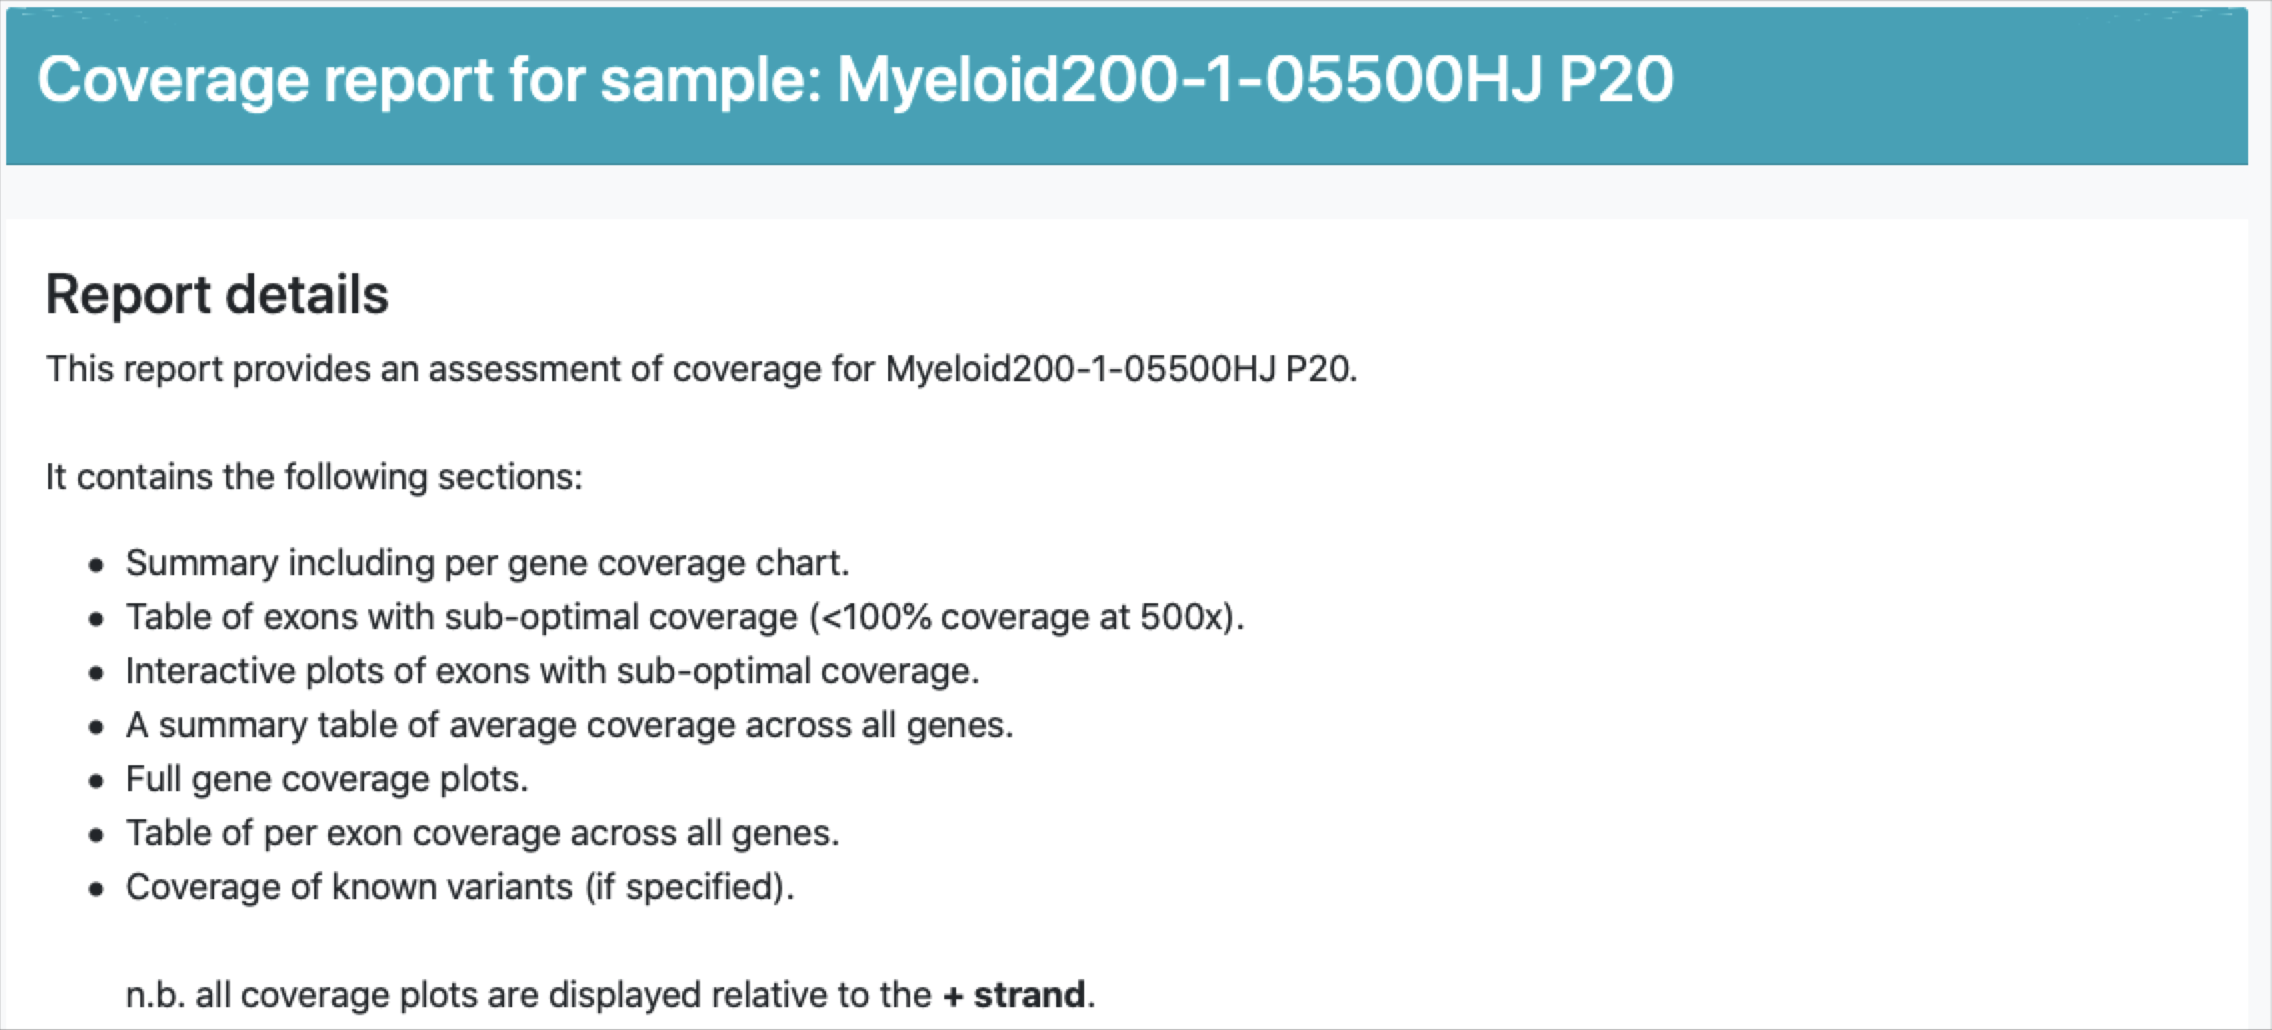 Coverage report for sample: Myeloid200-1-05500HJ P20
Report details
This report provides an assessment of coverage for Myeloid200-1-05500HJ P20.
It contains the following sections:
• Summary including per gene coverage chart.
• Table of exons with sub-optimal coverage (<100% coverage at 500x).
• Interactive plots of exons with sub-optimal coverage.
• A summary table of average coverage across all genes.
• Full gene coverage plots.
• Table of per exon coverage across all genes.
• Coverage of known variants (if specified).
n.b. all coverage plots are displayed relative to the + strand.